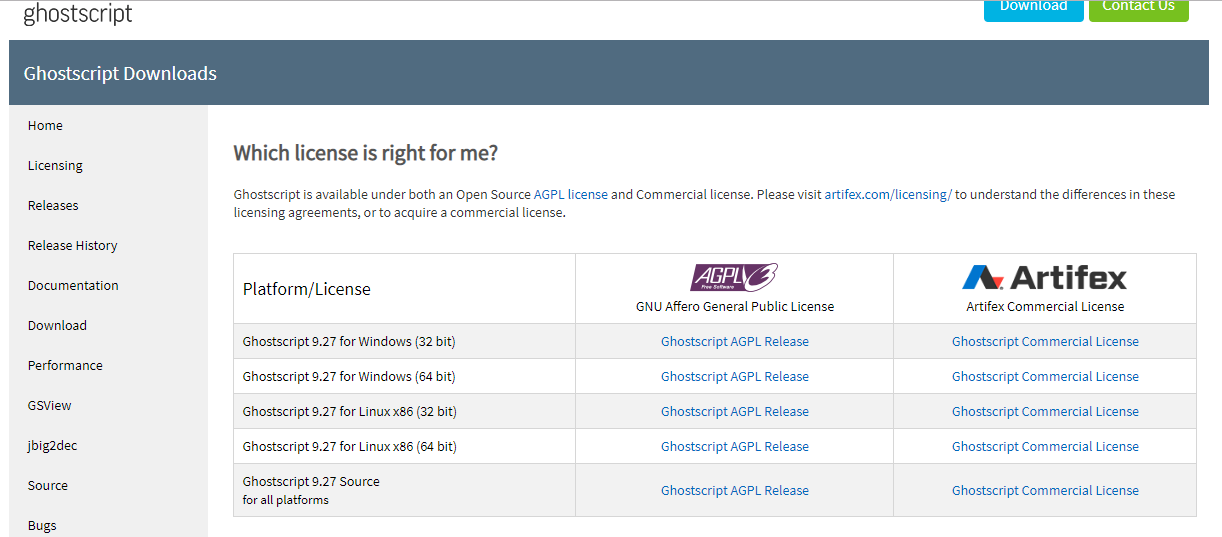 ghostscript
Download
Contact Us
Ghostscript Downloads
Home
Licensing
Releases
Release History
Documentation
Download
Performance
GSView
jbig2dec
Source
Bugs
Which license is right for me?
Ghostscript is available under both an Open Source AGPL license and Commercial license. Please visit artifex.com/licensing/ to understand the differences in these
licensing agreements, or to acquire a commercial license.
Platform/License
AGPLV3
Free Software
GNU Affero General Public License
Artifex
Artifex Commercial License
Ghostscript 9.27 for Windows (32 bit) Ghostscript AGPL Release Ghostscript Commercial License
Ghostscript 9.27 for Windows (64 bit) Ghostscript AGPL Release Ghostscript Commercial License
Ghostscript 9.27 for Linux x86 (32 bit) Ghostscript AGPL Release Ghostscript Commercial License
Ghostscript 9.27 for Linux x86 (64 bit) Ghostscript AGPL Release Ghostscript Commercial License
Ghostscript 9.27 Source
for all platforms
Ghostscript AGPL Release Ghostscript Commercial License